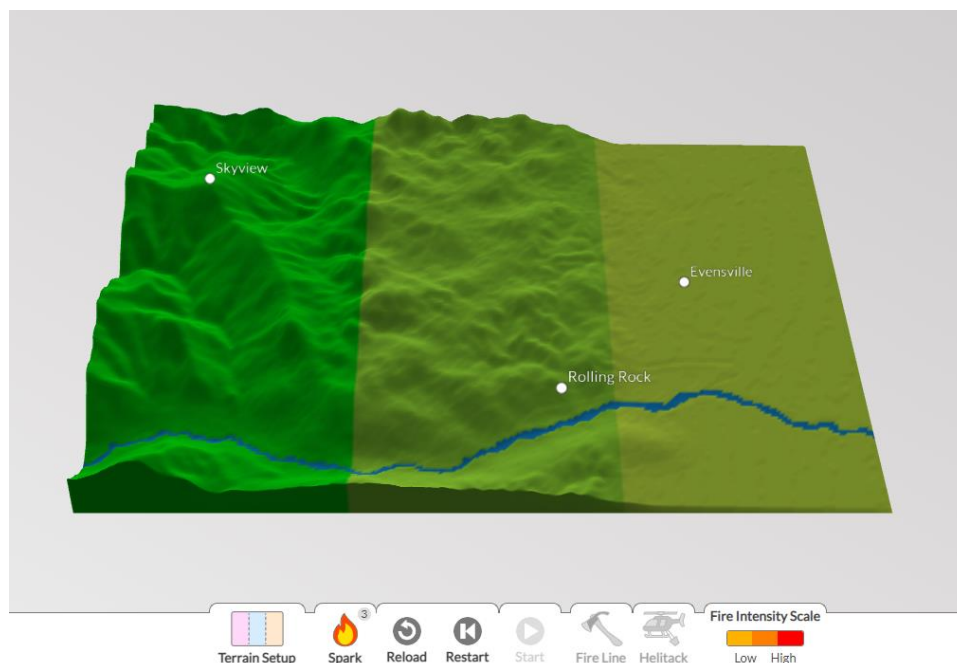 Skyview
Evensville
Rolling Rock
3
Fire Intensity Scale
Terrain Setup
Spark
Reload
Restart
Start
Fire Line
Helitack
Low
High